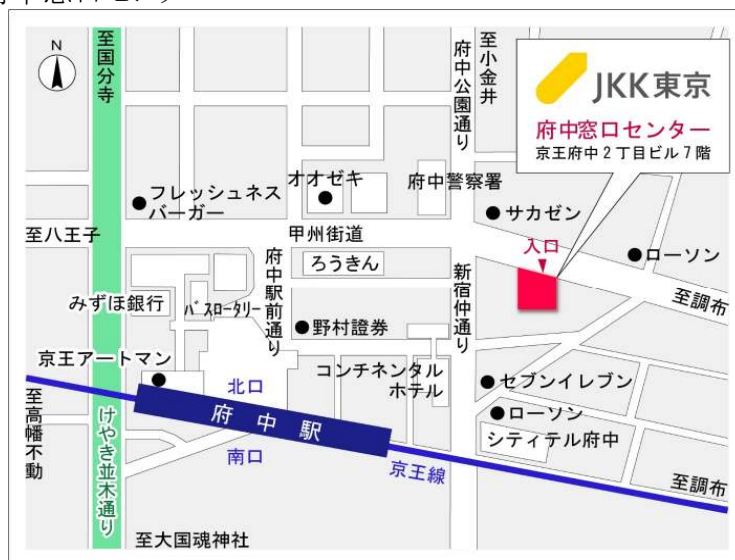 N
至国分寺
府中公園通り
至小金井
JKK東京
府中窓口センター
京王府中2丁目ビル7階
フレッシュネス
バーガー
オオゼキ
府中警察署
サカゼン
至八王子
甲州街道
入口
ローソン
府中駅前通り
ろうきん
新宿仲通り
至調布
みずほ銀行
バスロータリー
野村證券
京王アートマン
北口
コンチネンタル
ホテル
セブンイレブン
ローソン
シティテル府中
至高幡不動
けやき並木通り
府中駅
南口
京王線
至調布
至大国魂神社